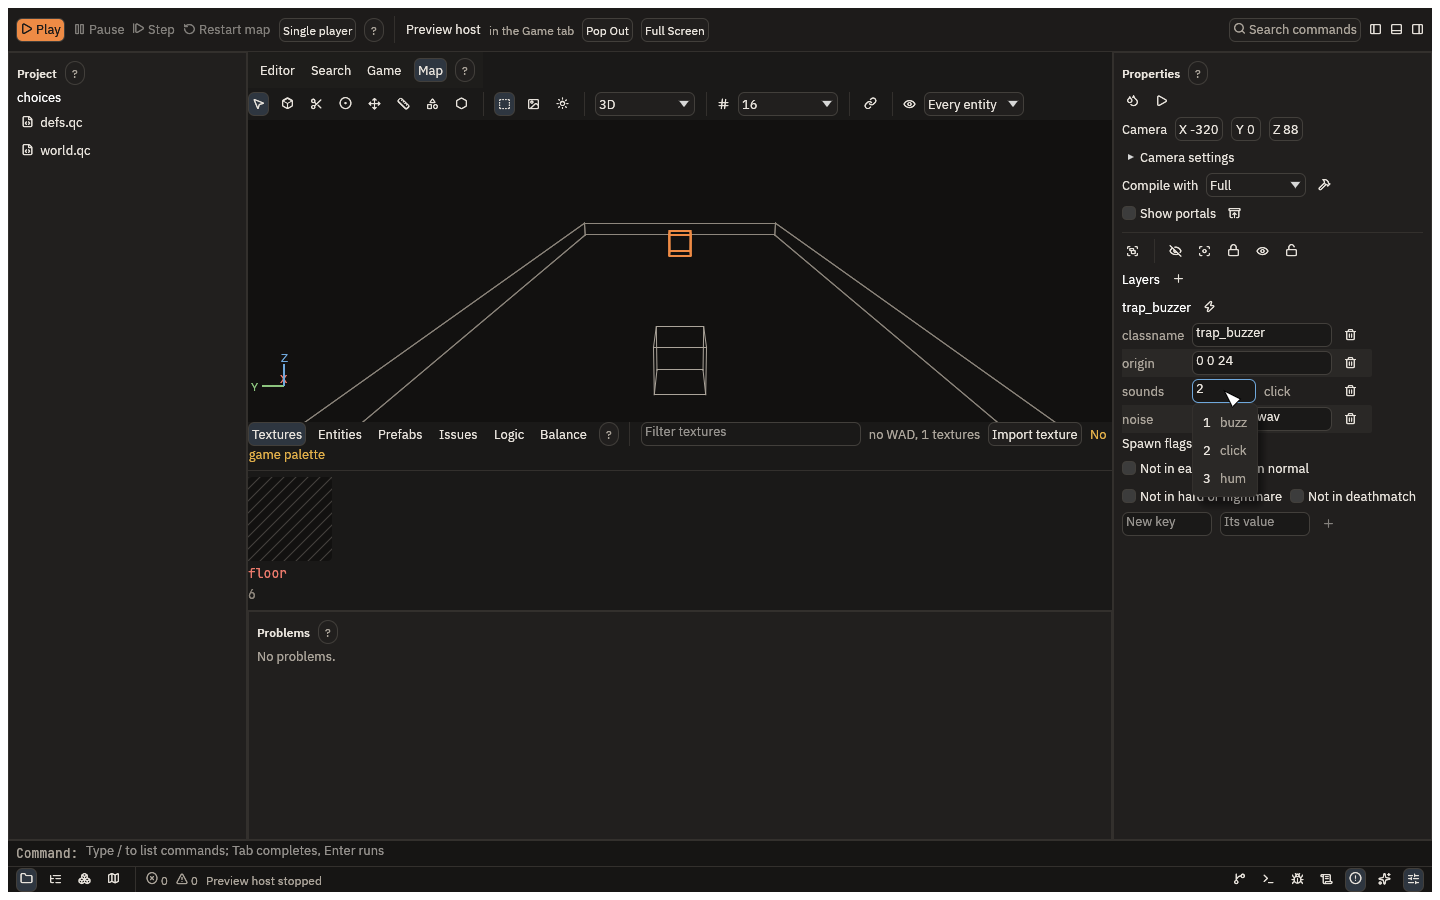 Play Pause Step Restart map Single player ? Preview host in the Game tab Pop Out Full Screen Search commands
Project ?
choices
defs.qc
world.qc
Editor Search Game Map ?
3D # 16 Every entity
Z
Y X
Textures Entities Prefabs Issues Logic Balance ? Filter textures no WAD, 1 textures Import texture No
game palette
floor
6
Problems ?
No problems.
Properties ?
Camera X -320 Y 0 Z 88
Camera settings
Compile with Full
Show portals
Layers +
trap_buzzer
classname trap_buzzer
origin 0 0 24
sounds 2 click
noise wav
1 buzz
2 click
3 hum
Spawn flags
Not in ea n normal
Not in hard or nightmare Not in deathmatch
New key Its value +
Command: Type / to list commands; Tab completes, Enter runs
0 0 Preview host stopped